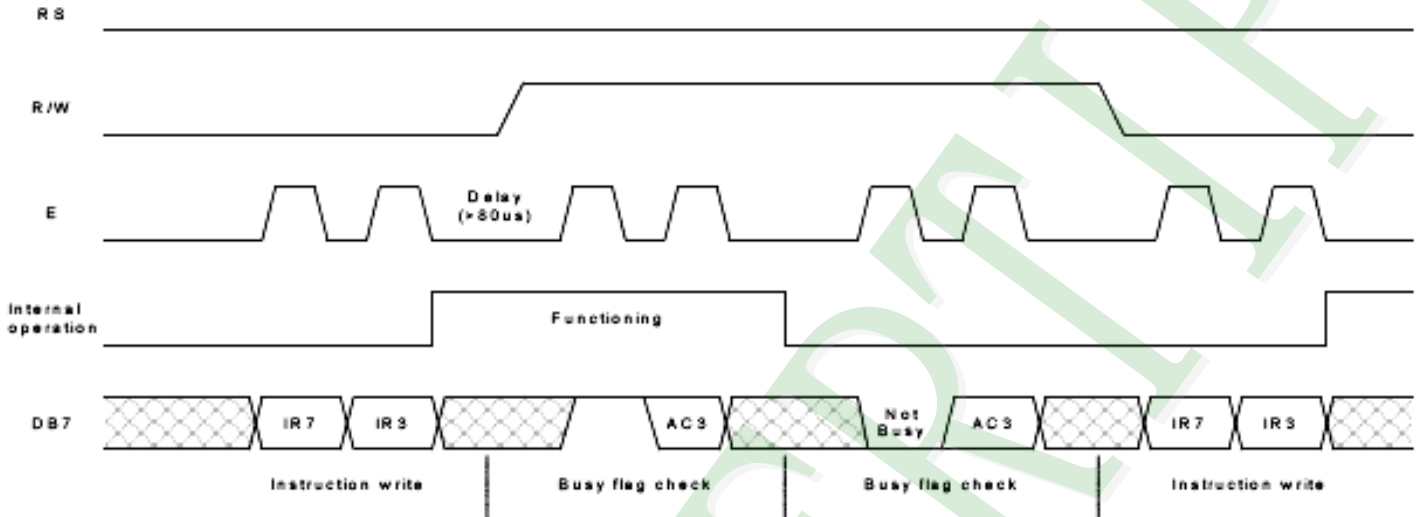 RS
R/W
E
Delay
(>80us)
Internal
operation
Functioning
DB7
IR7
IR3
AC3
Not
Busy
AC3
IR7
IR3
Instruction write
Busy flag check
Busy flag check
Instruction write